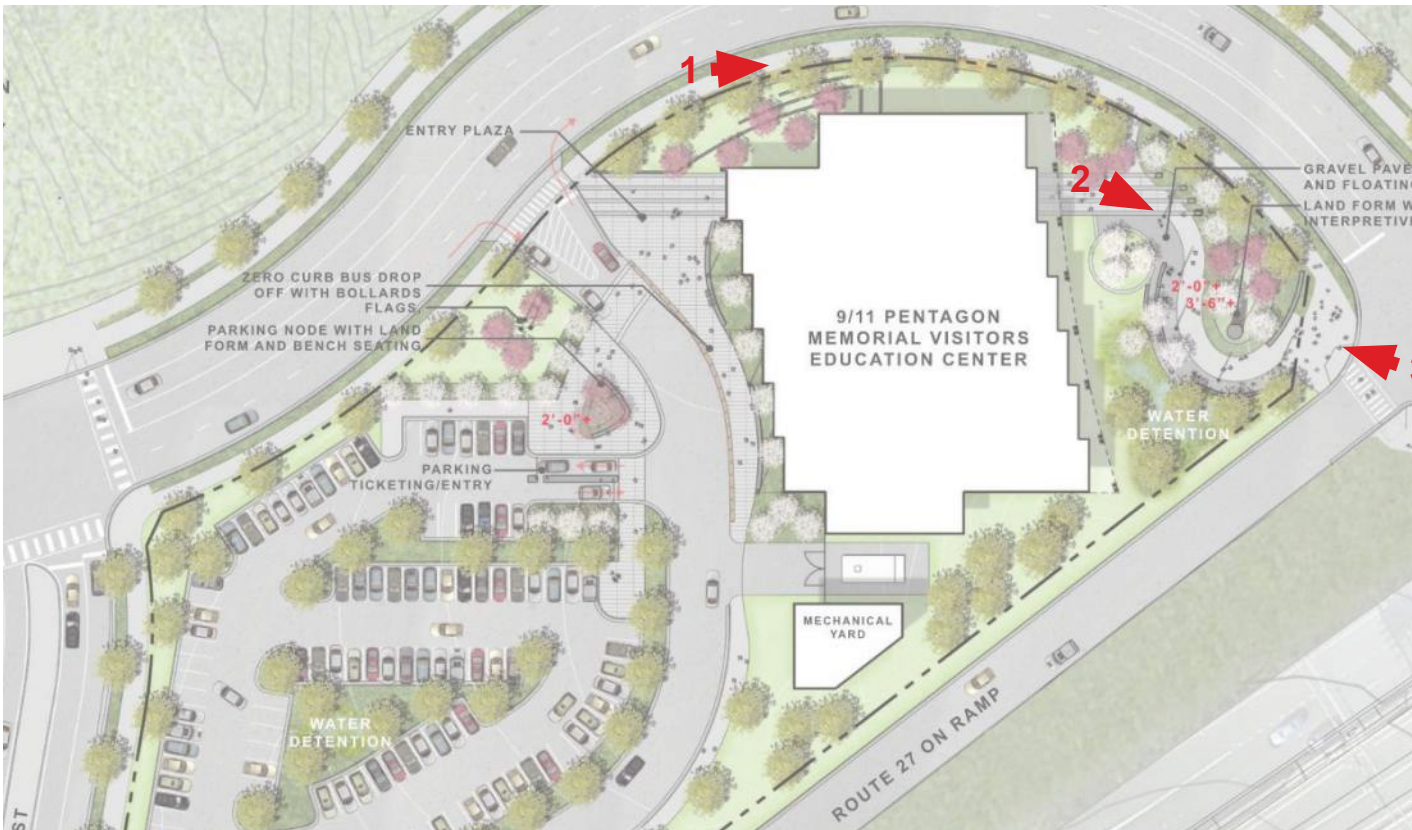 1
ENTRY PLAZA
2
GRAVEL PAVE
AND FLOATING
LAND FORM W
INTERPRETIVE
ZERO CURB BUS DROP
OFF WITH BOLLARDS
FLAGS,
PARKING NODE WITH LAND
FORM AND BENCH SEATING
9/11 PENTAGON
MEMORIAL VISITORS
EDUCATION CENTER
2'-0"+
3'-6"+
2'-0"+
WATER
DETENTION
PARKING
TICKETING/ENTRY
MECHANICAL
YARD
WATER
DETENTION
ROUTE 27 ON RAMP
ST